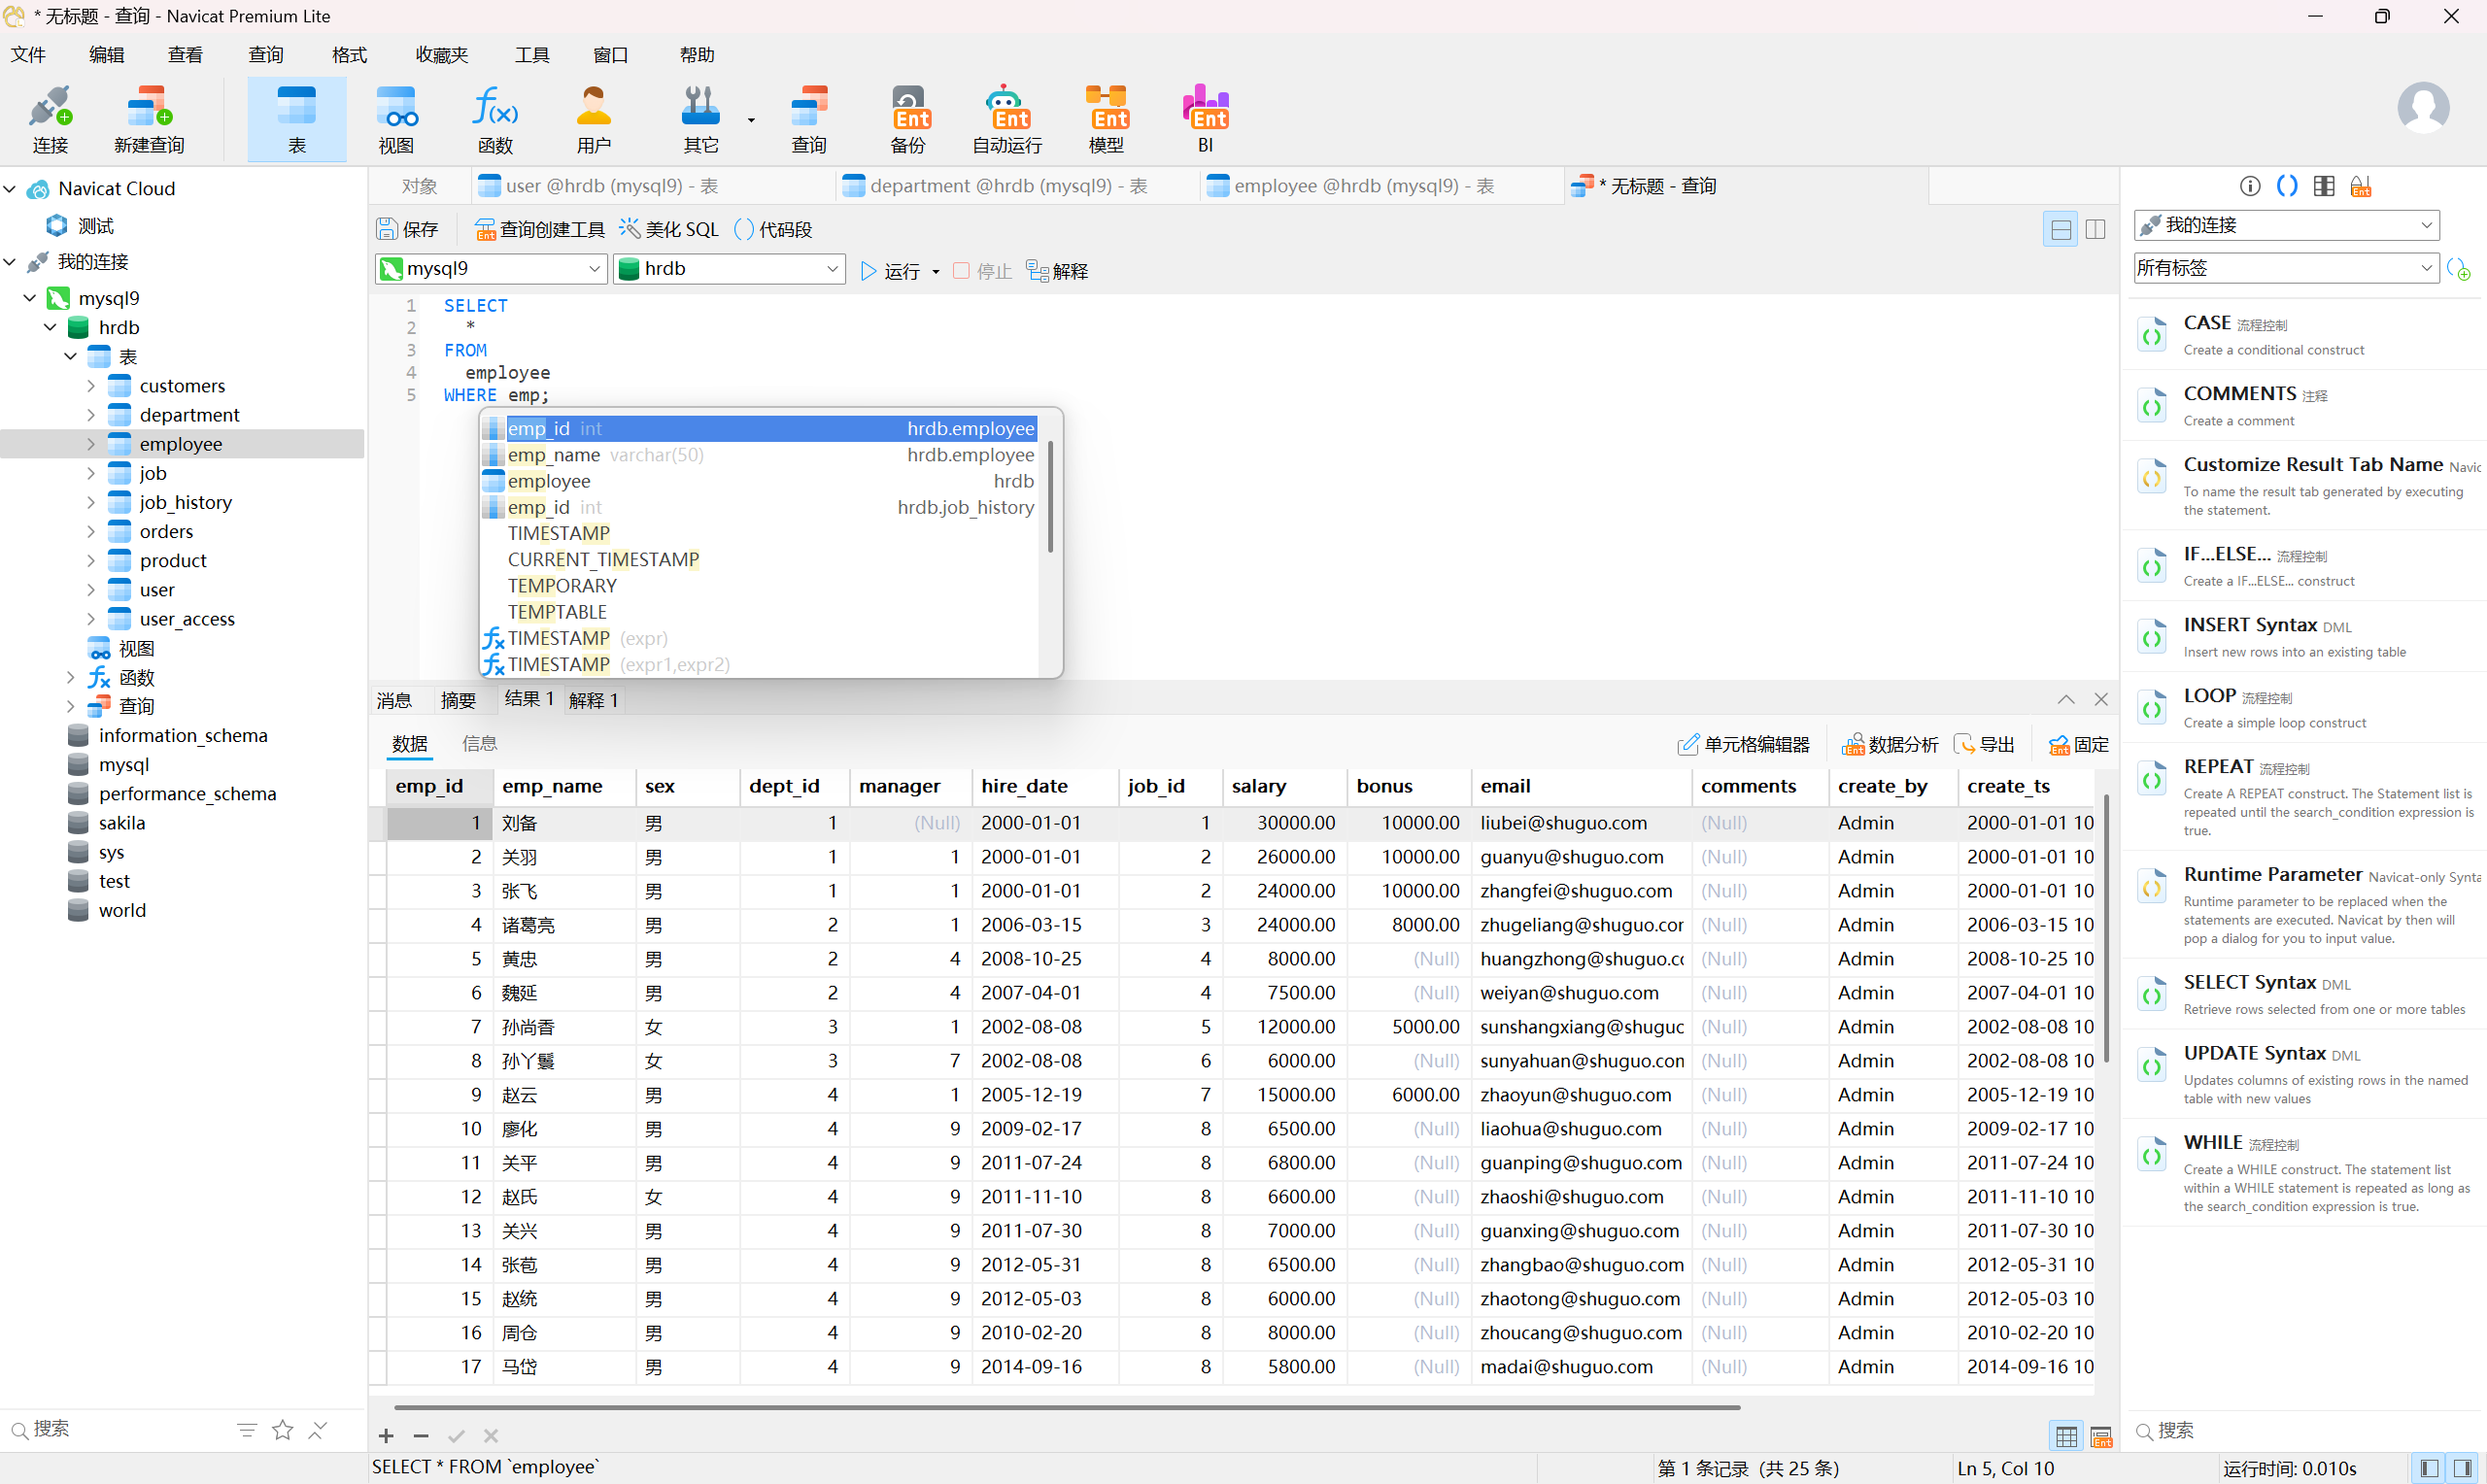 * 无标题 - 查询 - Navicat Premium Lite
文件 编辑 查看 查询 格式 收藏夹 工具 窗口 帮助
连接 新建查询 表 视图 函数 用户 其它 查询 Ent 备份 Ent 自动运行 Ent 模型 Ent BI
Navicat Cloud
测试
我的连接
mysql9
hrdb
表
customers
department
employee
job
job_history
orders
product
user
user_access
视图
函数
查询
information_schema
mysql
performance_schema
sakila
sys
test
world
搜索
对象 user @hrdb (mysql9) - 表 department @hrdb (mysql9) - 表 employee @hrdb (mysql9) - 表 * 无标题 - 查询
保存 Ent 查询创建工具 美化 SQL 代码段
mysql9 hrdb 运行 停止 解释
1 SELECT
2 *
3 FROM
4 employee
5 WHERE emp;
emp_id int hrdb.employee
emp_name varchar(50) hrdb.employee
employee hrdb
emp_id int hrdb.job_history
TIMESTAMP
CURRENT_TIMESTAMP
TEMPORARY
TEMPTABLE
TIMESTAMP (expr)
TIMESTAMP (expr1,expr2)
消息 摘要 结果 1 解释 1
数据 信息 单元格编辑器 Ent 数据分析 导出 Ent 固定
emp_id emp_name sex dept_id manager hire_date job_id salary bonus email comments create_by create_ts
1 刘备 男 1 (Null) 2000-01-01 1 30000.00 10000.00 liubei@shuguo.com (Null) Admin 2000-01-01 10
2 关羽 男 1 1 2000-01-01 2 26000.00 10000.00 guanyu@shuguo.com (Null) Admin 2000-01-01 10
3 张飞 男 1 1 2000-01-01 2 24000.00 10000.00 zhangfei@shuguo.com (Null) Admin 2000-01-01 10
4 诸葛亮 男 2 1 2006-03-15 3 24000.00 8000.00 zhugeliang@shuguo.cor (Null) Admin 2006-03-15 10
5 黄忠 男 2 4 2008-10-25 4 8000.00 (Null) huangzhong@shuguo.cc (Null) Admin 2008-10-25 10
6 魏延 男 2 4 2007-04-01 4 7500.00 (Null) weiyan@shuguo.com (Null) Admin 2007-04-01 10
7 孙尚香 女 3 1 2002-08-08 5 12000.00 5000.00 sunshangxiang@shuguc (Null) Admin 2002-08-08 10
8 孙丫鬟 女 3 7 2002-08-08 6 6000.00 (Null) sunyahuan@shuguo.con (Null) Admin 2002-08-08 10
9 赵云 男 4 1 2005-12-19 7 15000.00 6000.00 zhaoyun@shuguo.com (Null) Admin 2005-12-19 10
10 廖化 男 4 9 2009-02-17 8 6500.00 (Null) liaohua@shuguo.com (Null) Admin 2009-02-17 10
11 关平 男 4 9 2011-07-24 8 6800.00 (Null) guanping@shuguo.com (Null) Admin 2011-07-24 10
12 赵氏 女 4 9 2011-11-10 8 6600.00 (Null) zhaoshi@shuguo.com (Null) Admin 2011-11-10 10
13 关兴 男 4 9 2011-07-30 8 7000.00 (Null) guanxing@shuguo.com (Null) Admin 2011-07-30 10
14 张苞 男 4 9 2012-05-31 8 6500.00 (Null) zhangbao@shuguo.com (Null) Admin 2012-05-31 10
15 赵统 男 4 9 2012-05-03 8 6000.00 (Null) zhaotong@shuguo.com (Null) Admin 2012-05-03 10
16 周仓 男 4 9 2010-02-20 8 8000.00 (Null) zhoucang@shuguo.com (Null) Admin 2010-02-20 10
17 马岱 男 4 9 2014-09-16 8 5800.00 (Null) madai@shuguo.com (Null) Admin 2014-09-16 10
Ent
SELECT * FROM `employee` 第 1 条记录 (共 25 条) Ln 5, Col 10 运行时间: 0.010s
Ent
我的连接
所有标签
CASE 流程控制
Create a conditional construct
COMMENTS 注释
Create a comment
Customize Result Tab Name Navic
To name the result tab generated by executing
the statement.
IF...ELSE... 流程控制
Create a IF...ELSE... construct
INSERT Syntax DML
Insert new rows into an existing table
LOOP 流程控制
Create a simple loop construct
REPEAT 流程控制
Create A REPEAT construct. The Statement list is
repeated until the search_condition expression is
true.
Runtime Parameter Navicat-only Synta
Runtime parameter to be replaced when the
statements are executed. Navicat by then will
pop a dialog for you to input value.
SELECT Syntax DML
Retrieve rows selected from one or more tables
UPDATE Syntax DML
Updates columns of existing rows in the named
table with new values
WHILE 流程控制
Create a WHILE construct. The statement list
within a WHILE statement is repeated as long as
the search_condition expression is true.
搜索